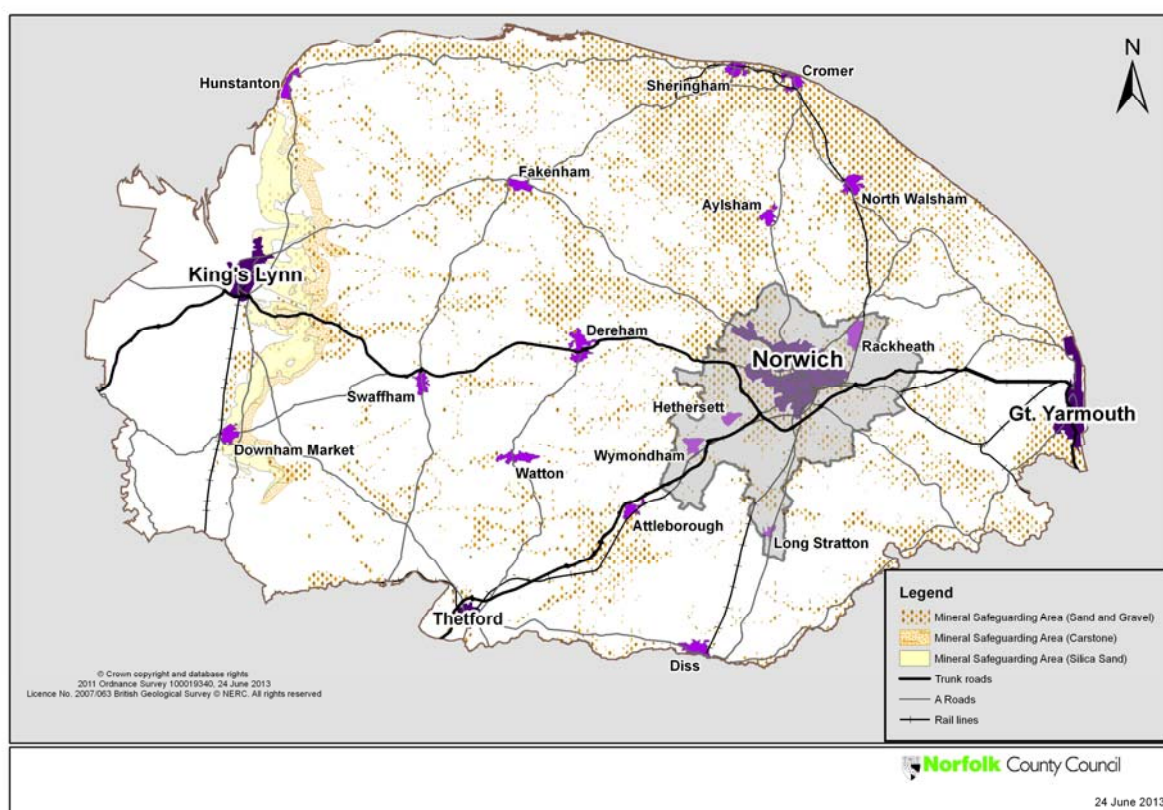 N
Hunstanton
Sheringham
Cromer
Fakenham
Aylsham
North Walsham
King's Lynn
Dereham
Norwich
Rackheath
Swaffham
Hethersett
Gt. Yarmouth
Downham Market
Wymondham
Watton
Attleborough
Long Stratton
Thetford
Diss
Legend
Mineral Safeguarding Area (Sand and Gravel)
Mineral Safeguarding Area (Carstone)
Mineral Safeguarding Area (Silica Sand)
Trunk roads
A Roads
Rail lines
© Crown copyright and database rights
2011 Ordnance Survey 100019340, 24 June 2013
Licence No. 2007/063 British Geological Survey © NERC. All rights reserved
Norfolk County Council
24 June 2013